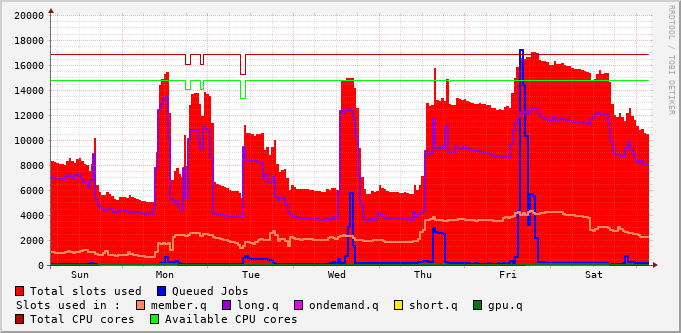 20000
18000
16000
14000
12000
10000
8000
6000
4000
2000
0
Sun Mon Tue Wed Thu Fri Sat
RRDTOOL / TOBI OETIKER
Total slots used Queued Jobs
Slots used in : member.q long.q ondemand.q short.q gpu.q
Total CPU cores Available CPU cores